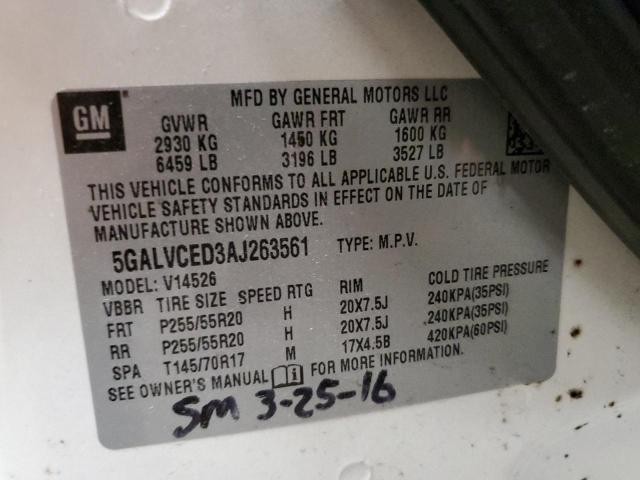 GM
MFD BY GENERAL MOTORS LLC
GVWR GAWR FRT GAWR RR
2930 KG 1450 KG 1600 KG
6459 LB 3196 LB 3527 LB
THIS VEHICLE CONFORMS TO ALL APPLICABLE U.S. FEDERAL MOTOR
VEHICLE SAFETY STANDARDS IN EFFECT ON THE DATE OF
MANUFACTURE SHOWN ABOVE.
5GALVCED3AJ263561 TYPE: M.P.V.
MODEL: V14526
VBBR TIRE SIZE SPEED RTG RIM COLD TIRE PRESSURE
FRT P255/55R20 H 20X7.5J 240KPA(35PSI)
RR P255/55R20 H 20X7.5J 240KPA(35PSI)
SPA T145/70R17 M 17X4.5B 420KPA(60PSI)
SEE OWNER'S MANUAL FOR MORE INFORMATION.
SM 3-25-16